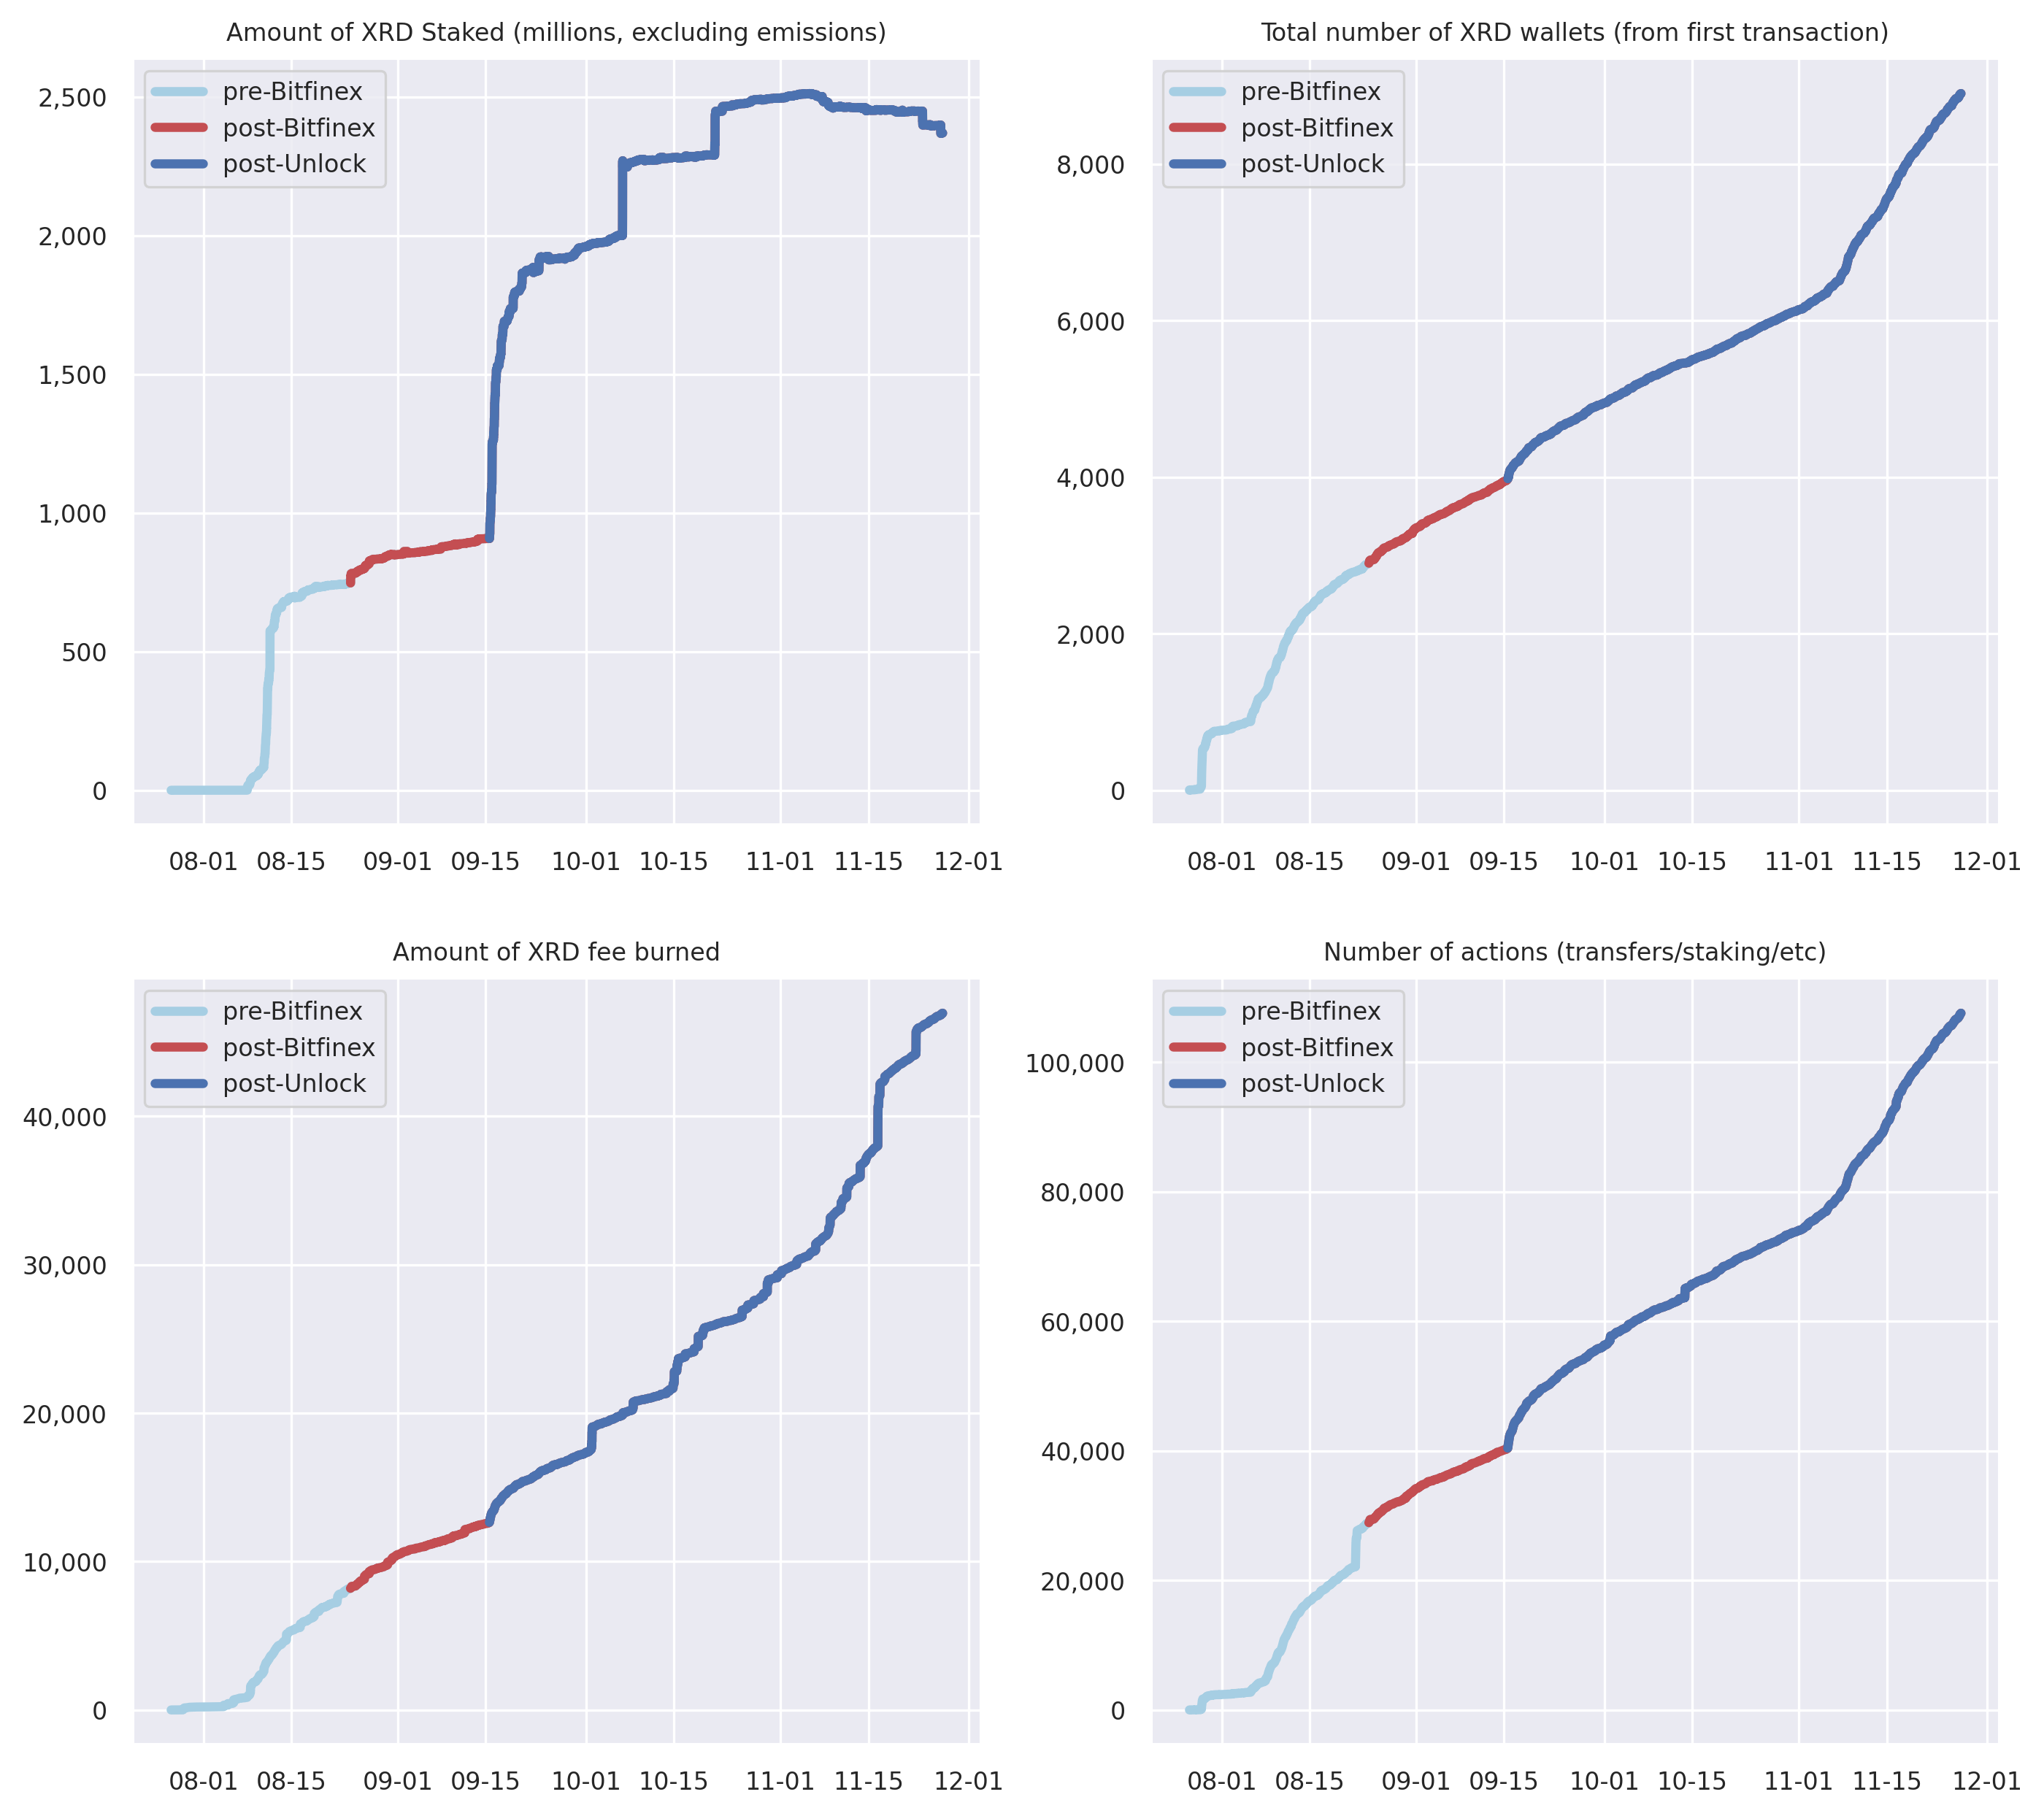 Amount of XRD Staked (millions, excluding emissions)
pre-Bitfinex
post-Bitfinex
post-Unlock
2,500
2,000
1,500
1,000
500
0
08-01 08-15 09-01 09-15 10-01 10-15 11-01 11-15 12-01
Total number of XRD wallets (from first transaction)
pre-Bitfinex
post-Bitfinex
post-Unlock
8,000
6,000
4,000
2,000
0
08-01 08-15 09-01 09-15 10-01 10-15 11-01 11-15 12-01
Amount of XRD fee burned
pre-Bitfinex
post-Bitfinex
post-Unlock
40,000
30,000
20,000
10,000
0
08-01 08-15 09-01 09-15 10-01 10-15 11-01 11-15 12-01
Number of actions (transfers/staking/etc)
pre-Bitfinex
post-Bitfinex
post-Unlock
100,000
80,000
60,000
40,000
20,000
0
08-01 08-15 09-01 09-15 10-01 10-15 11-01 11-15 12-01